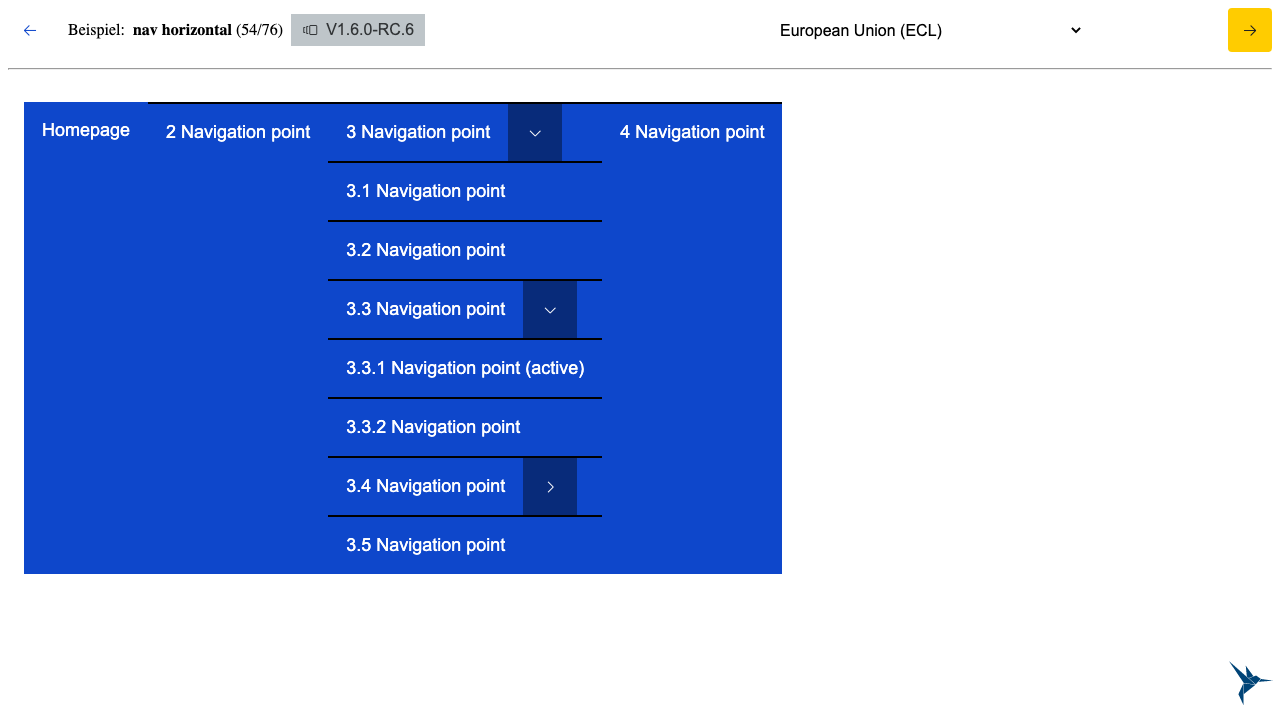 Beispiel: nav horizontal (54/76) V1.6.0-RC.6 European Union (ECL)
Homepage 2 Navigation point 3 Navigation point 4 Navigation point
3.1 Navigation point
3.2 Navigation point
3.3 Navigation point
3.3.1 Navigation point (active)
3.3.2 Navigation point
3.4 Navigation point
3.5 Navigation point